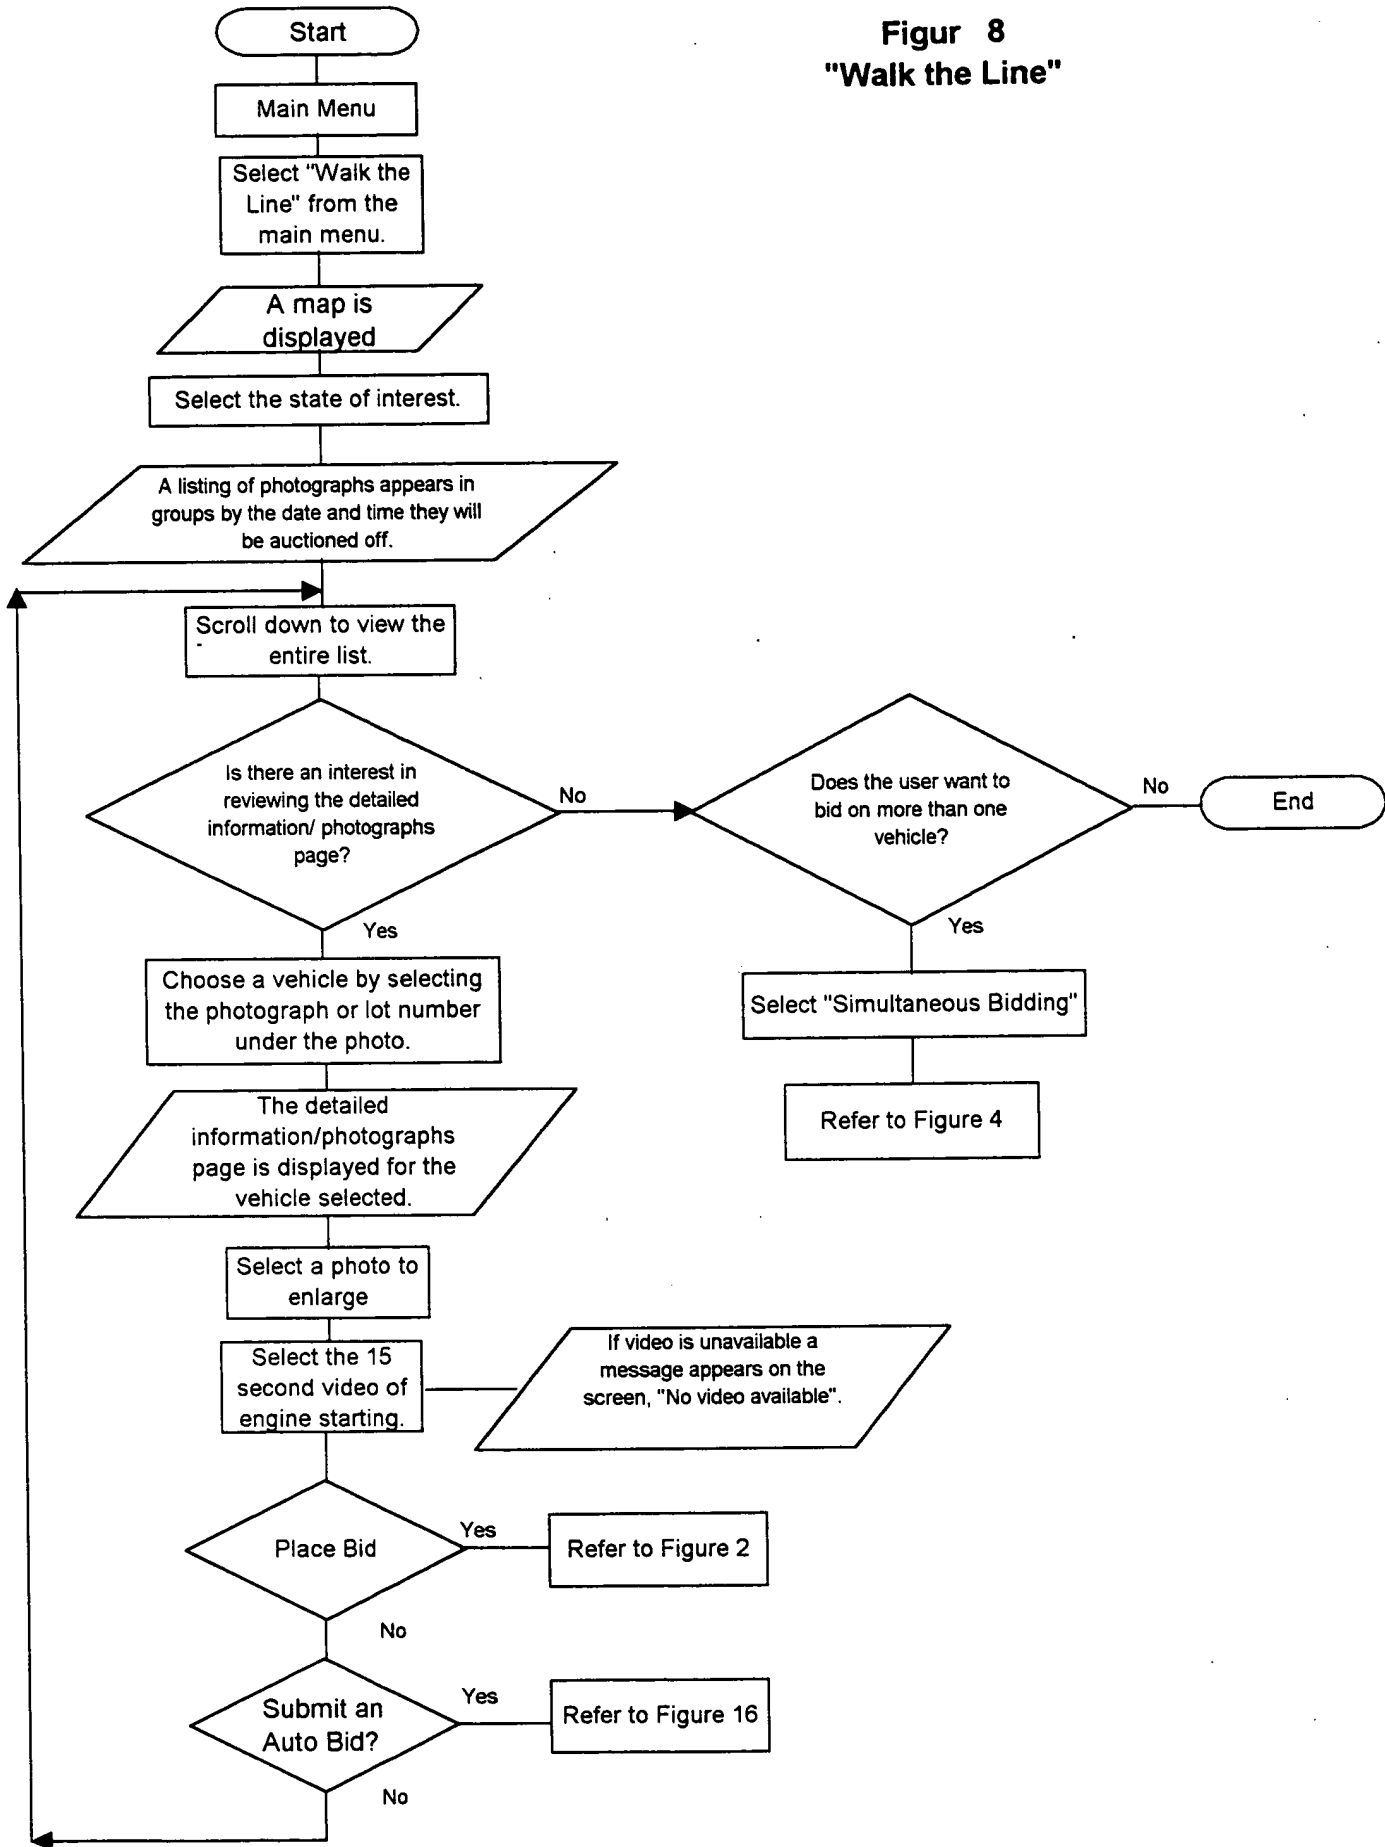 Figur 8
"Walk the Line"
Start
Main Menu
Select "Walk the
Line" from the
main menu.
A map is
displayed
Select the state of interest.
A listing of photographs appears in
groups by the date and time they will
be auctioned off.
Scroll down to view the
entire list.
Is there an interest in
reviewing the detailed
information/ photographs
page?
No
Does the user want to
bid on more than one
vehicle?
No
End
Yes
Yes
Choose a vehicle by selecting
the photograph or lot number
under the photo.
Select "Simultaneous Bidding"
Refer to Figure 4
The detailed
information/photographs
page is displayed for the
vehicle selected.
Select a photo to
enlarge
Select the 15
second video of
engine starting.
If video is unavailable a
message appears on the
screen, "No video available".
Place Bid
Yes
Refer to Figure 2
No
Submit an
Auto Bid?
Yes
Refer to Figure 16
No